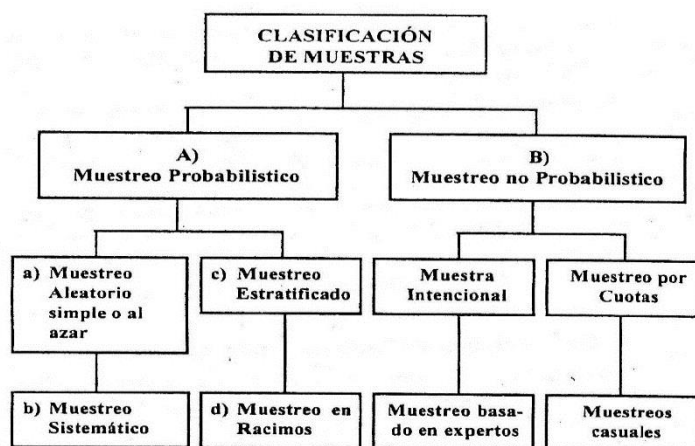 CLASIFICACIÓN
DE MUESTRAS
A)
Muestreo Probabilistico
B)
Muestreo no Probabilistico
a) Muestreo
Aleatorio
simple o al
azar
c) Muestreo
Estratificado
Muestra
Intencional
Muestreo por
Cuotas
b) Muestreo
Sistemático
d) Muestreo en
Racimos
Muestreo basa-
do en expertos
Muestreos
casuales